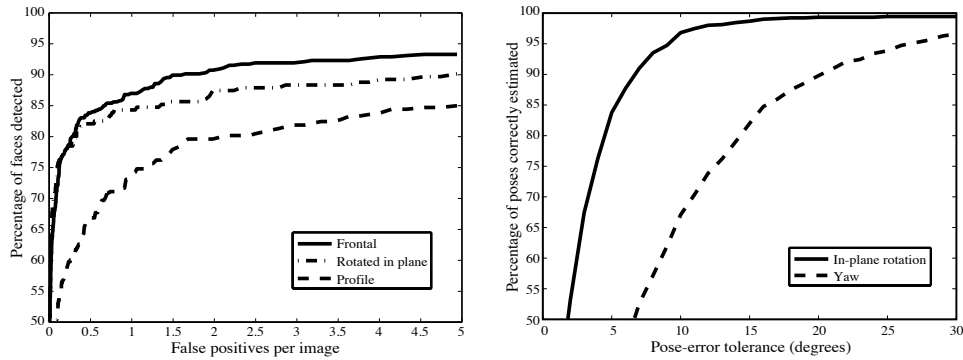 Percentage of faces detected
100
95
90
85
80
75
70
65
60
55
50
0 0.5 1 1.5 2 2.5 3 3.5 4 4.5 5
False positives per image
Frontal
Rotated in plane
Profile
Percentage of poses correctly estimated
100
95
90
85
80
75
70
65
60
55
50
0 5 10 15 20 25 30
Pose-error tolerance (degrees)
In-plane rotation
Yaw